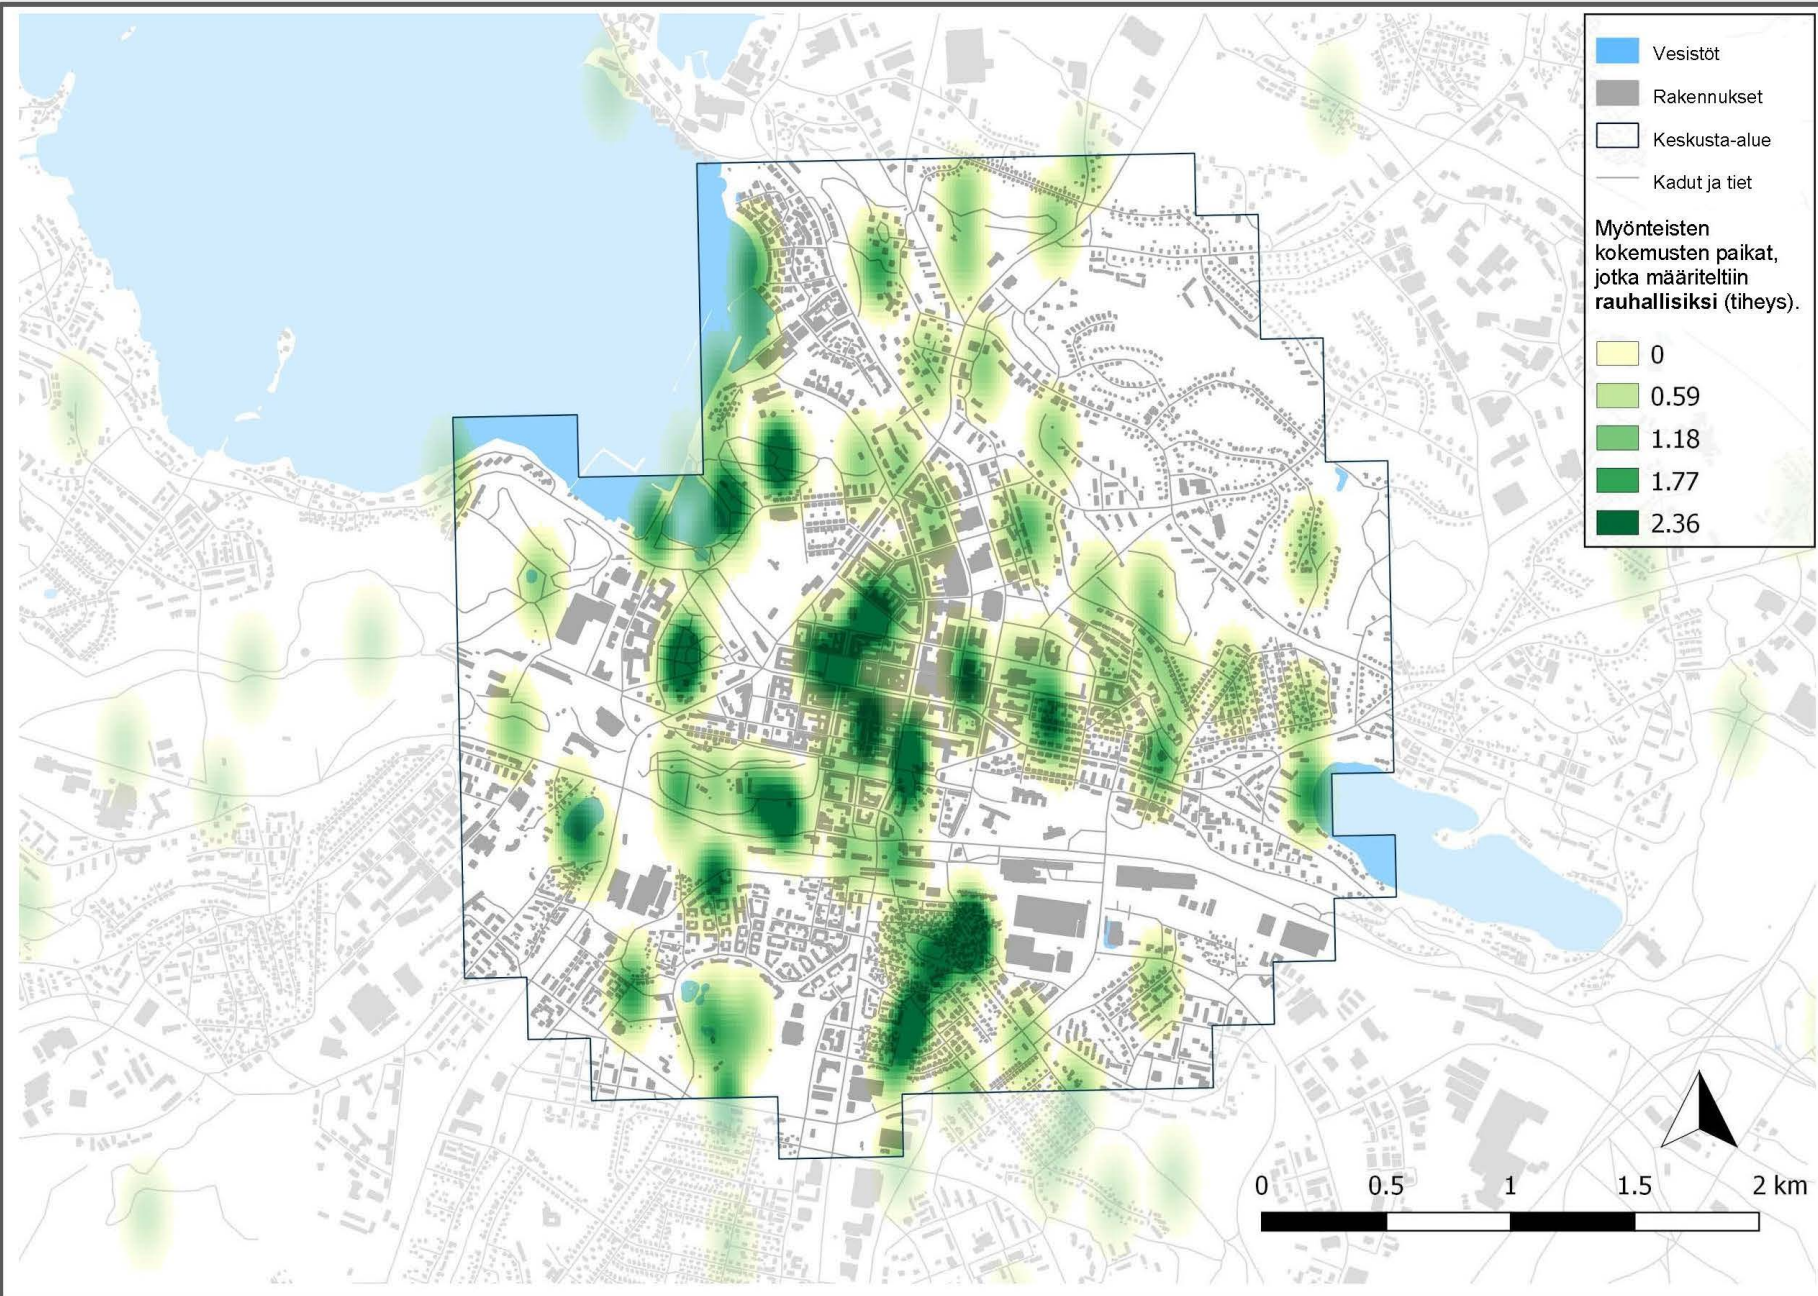 Vesistöt
Rakennukset
Keskusta-alue
Kadut ja tiet
Myönteisten
kokemusten paikat,
jotka määriteltiin
rauhallisiksi (tiheys).
0
0.59
1.18
1.77
2.36
0 0.5 1 1.5 2 km